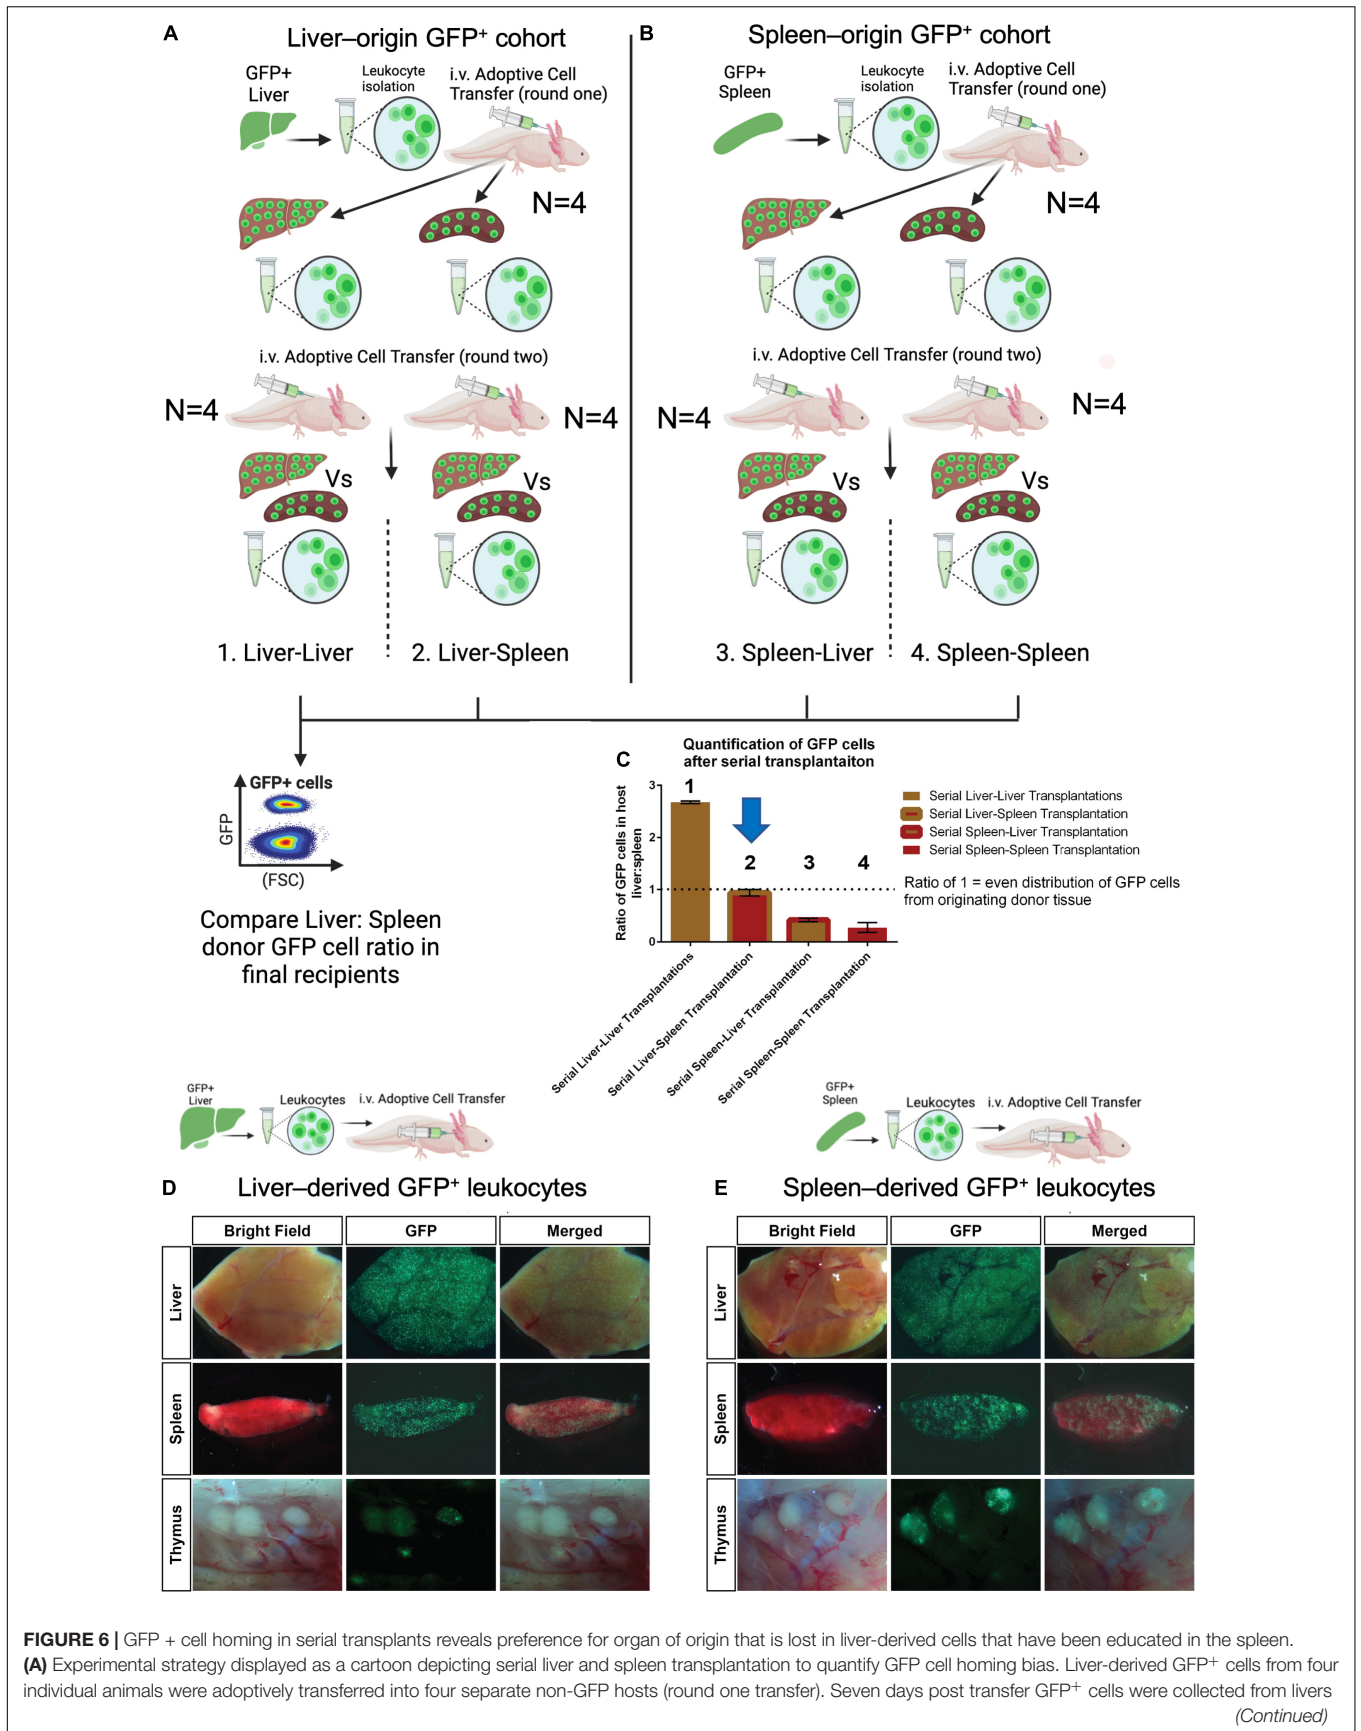 A
Liver–origin GFP+ cohort
GFP+
Liver
Leukocyte
isolation
i.v. Adoptive Cell
Transfer (round one)
N=4
i.v. Adoptive Cell Transfer (round two)
N=4
N=4
Vs
Vs
1. Liver-Liver
2. Liver-Spleen
B
Spleen–origin GFP+ cohort
GFP+
Spleen
Leukocyte
isolation
i.v. Adoptive Cell
Transfer (round one)
N=4
i.v. Adoptive Cell Transfer (round two)
N=4
N=4
Vs
Vs
3. Spleen-Liver
4. Spleen-Spleen
GFP+ cells
GFP
(FSC)
Compare Liver: Spleen
donor GFP cell ratio in
final recipients
C
Quantification of GFP cells
after serial transplantaiton
Ratio of GFP cells in host
liver:spleen
3
2
1
0
1
2
3
4
Serial Liver-Liver Transplantations
Serial Liver-Spleen Transplantation
Serial Spleen-Liver Transplantation
Serial Spleen-Spleen Transplantation
Serial Liver-Liver Transplantations
Serial Liver-Spleen Transplantation
Serial Spleen-Liver Transplantation
Serial Spleen-Spleen Transplantation
Ratio of 1 = even distribution of GFP cells
from originating donor tissue
GFP+
Liver
Leukocytes
i.v. Adoptive Cell Transfer
D
Liver–derived GFP+ leukocytes
Bright Field
GFP
Merged
Liver
Spleen
Thymus
GFP+
Spleen
Leukocytes
i.v. Adoptive Cell Transfer
E
Spleen–derived GFP+ leukocytes
Bright Field
GFP
Merged
Liver
Spleen
Thymus
FIGURE 6 | GFP + cell homing in serial transplants reveals preference for organ of origin that is lost in liver-derived cells that have been educated in the spleen.
(A) Experimental strategy displayed as a cartoon depicting serial liver and spleen transplantation to quantify GFP cell homing bias. Liver-derived GFP+ cells from four
individual animals were adoptively transferred into four separate non-GFP hosts (round one transfer). Seven days post transfer GFP+ cells were collected from livers
(Continued)